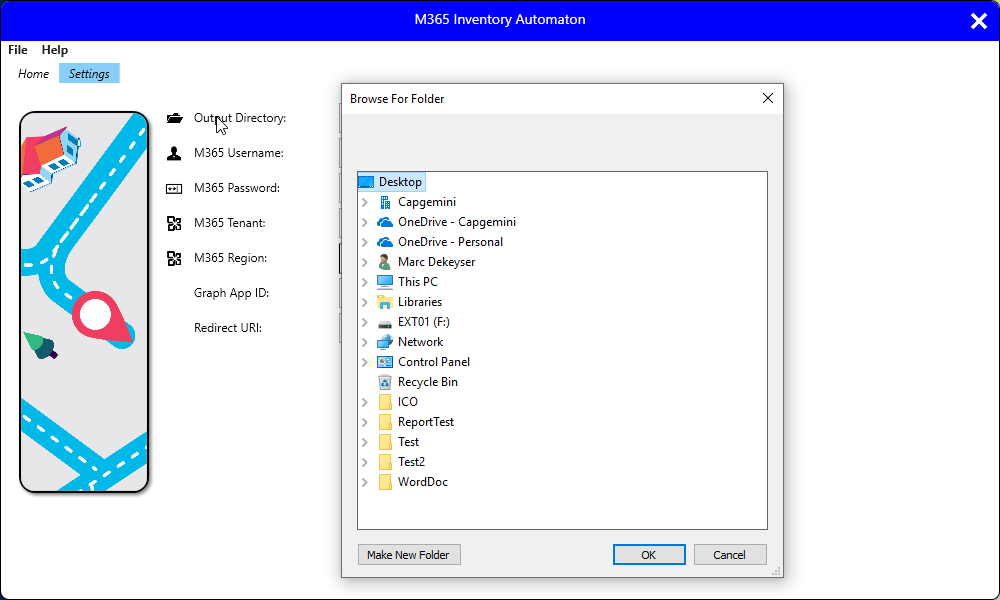 M365 Inventory Automaton
File Help
Home Settings
Output Directory:
M365 Username:
M365 Password:
M365 Tenant:
M365 Region:
Graph App ID:
Redirect URI:
Browse For Folder
Desktop
Capgemini
OneDrive - Capgemini
OneDrive - Personal
Marc Dekeyser
This PC
Libraries
EXT01 (F:)
Network
Control Panel
Recycle Bin
ICO
ReportTest
Test
Test2
WordDoc
Make New Folder OK Cancel